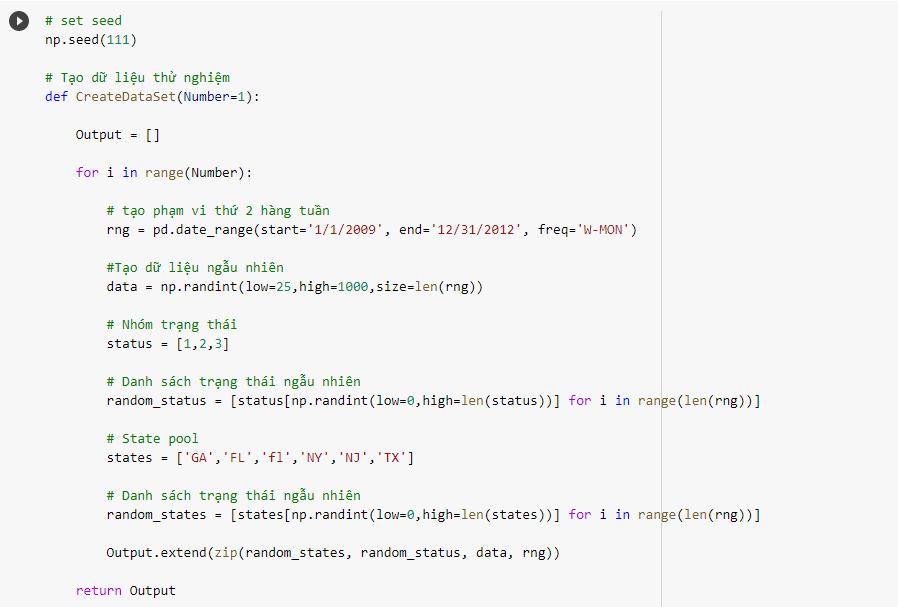 # set seed
np.seed(111)
# Tạo dữ liệu thử nghiệm
def CreateDataSet(Number=1):
Output = []
for i in range(Number):
# tạo phạm vi thứ 2 hàng tuần
rng = pd.date_range(start='1/1/2009', end='12/31/2012', freq='W-MON')
#Tạo dữ liệu ngẫu nhiên
data = np.randint(low=25,high=1000,size=len(rng))
# Nhóm trạng thái
status = [1,2,3]
# Danh sách trạng thái ngẫu nhiên
random_status = [status[np.randint(low=0,high=len(status))] for i in range(len(rng))]
# State pool
states = ['GA','FL','fl','NY','NJ','TX']
# Danh sách trạng thái ngẫu nhiên
random_states = [states[np.randint(low=0,high=len(states))] for i in range(len(rng))]
Output.extend(zip(random_states, random_status, data, rng))
return Output